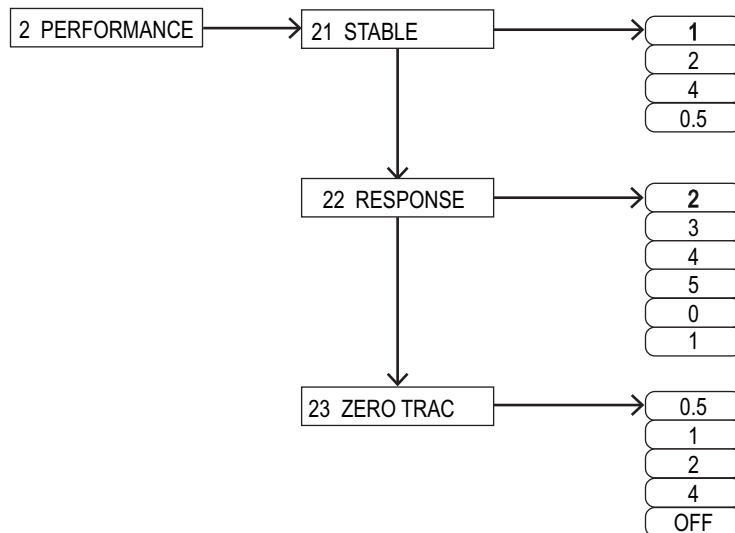 2 PERFORMANCE
21 STABLE
1
2
4
0.5
22 RESPONSE
2
3
4
5
0
1
23 ZERO TRAC
0.5
1
2
4
OFF